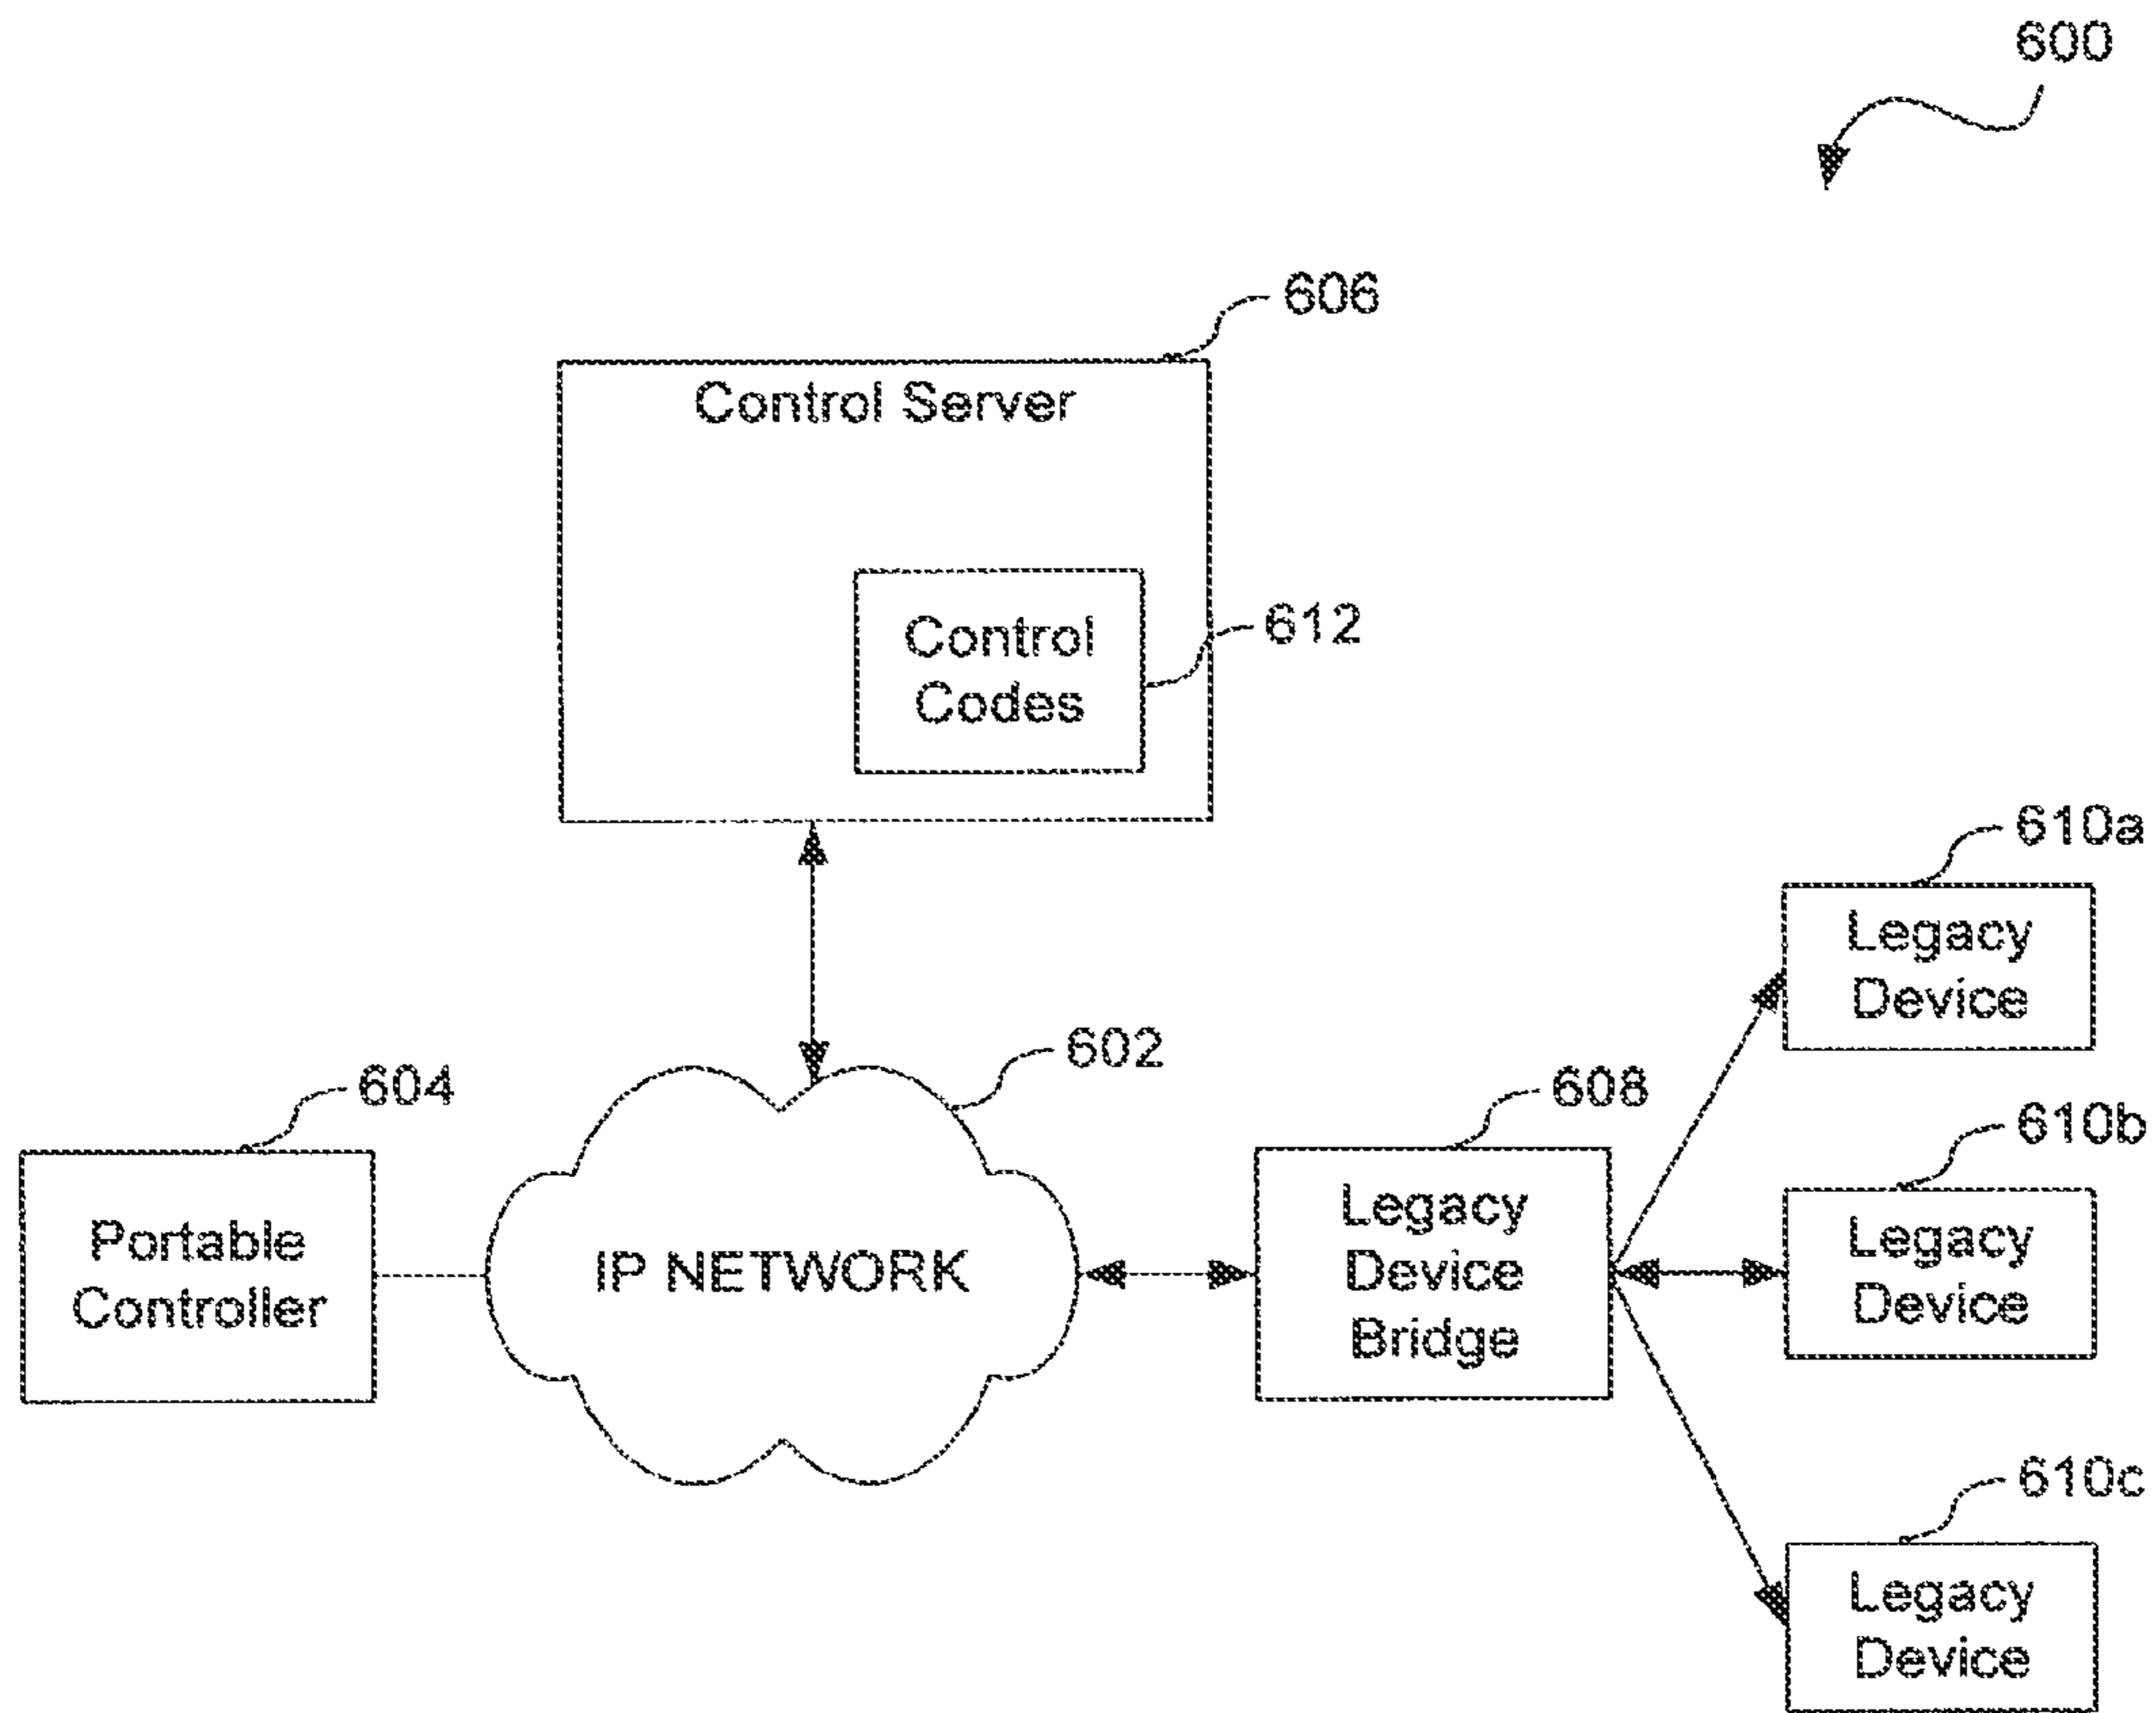 600
606
Control Server
Control
Codes
612
610a
Legacy
Device
602
604
608
610b
Portable
Controller
IP NETWORK
Legacy
Device
Bridge
Legacy
Device
610c
Legacy
Device